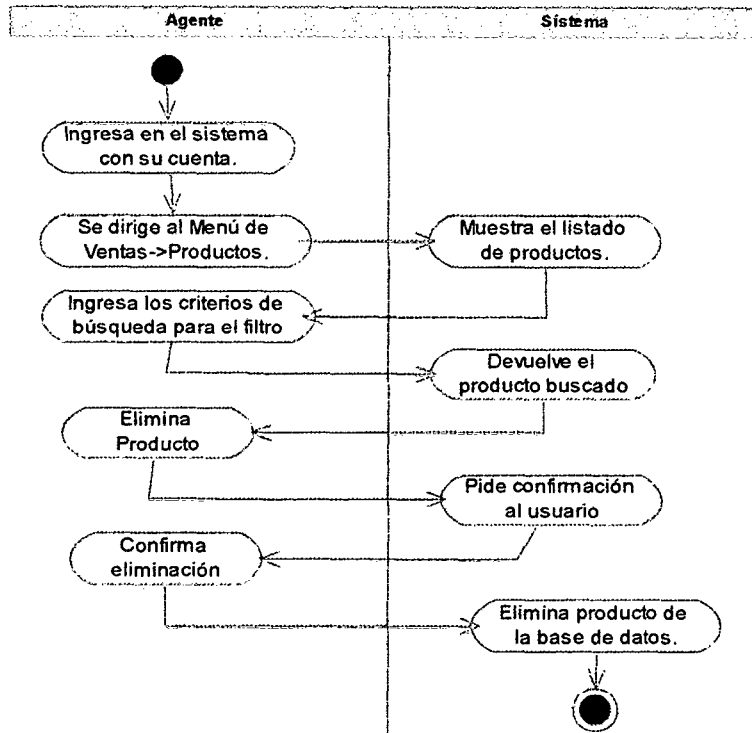 Agente
Sistema
Ingresa en el sistema
con su cuenta.
Se dirige al Menú de
Ventas->Productos.
Muestra el listado
de productos.
Ingresa los criterios de
búsqueda para el filtro
Devuelve el
producto buscado
Elimina
Producto
Pide confirmación
al usuario
Confirma
eliminación
Elimina producto de
la base de datos.